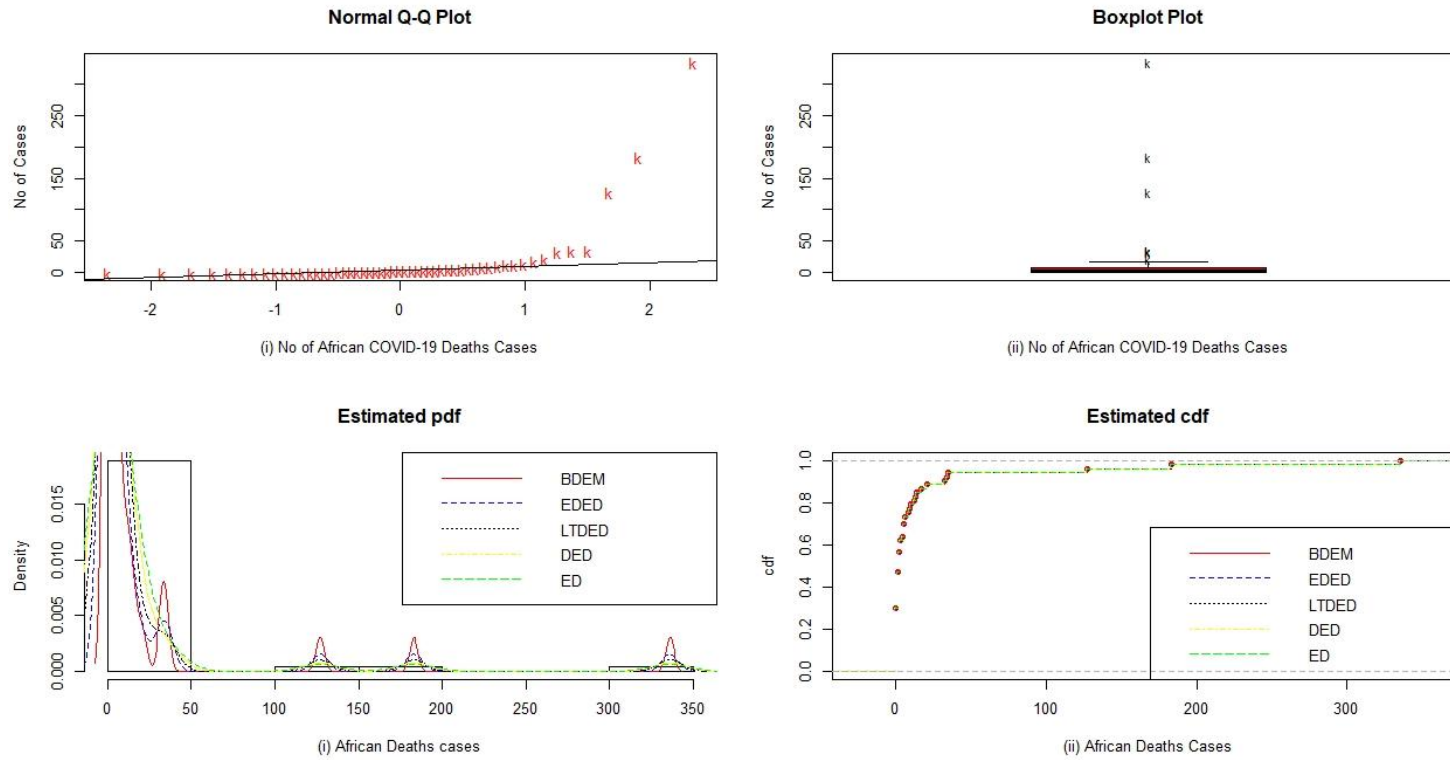 Normal Q-Q Plot
No of Cases
250
150
50
0
-2 -1 0 1 2
(i) No of African COVID-19 Deaths Cases
Boxplot Plot
No of Cases
250
150
50
0
k
k
k
k
(ii) No of African COVID-19 Deaths Cases
Estimated pdf
Density
0.015
0.010
0.005
0.000
BDEM
EDED
LTDED
DED
ED
0 50 100 150 200 250 300 350
(i) African Deaths cases
Estimated cdf
cdf
1.0
0.8
0.6
0.4
0.2
0.0
BDEM
EDED
LTDED
DED
ED
0 100 200 300
(ii) African Deaths Cases